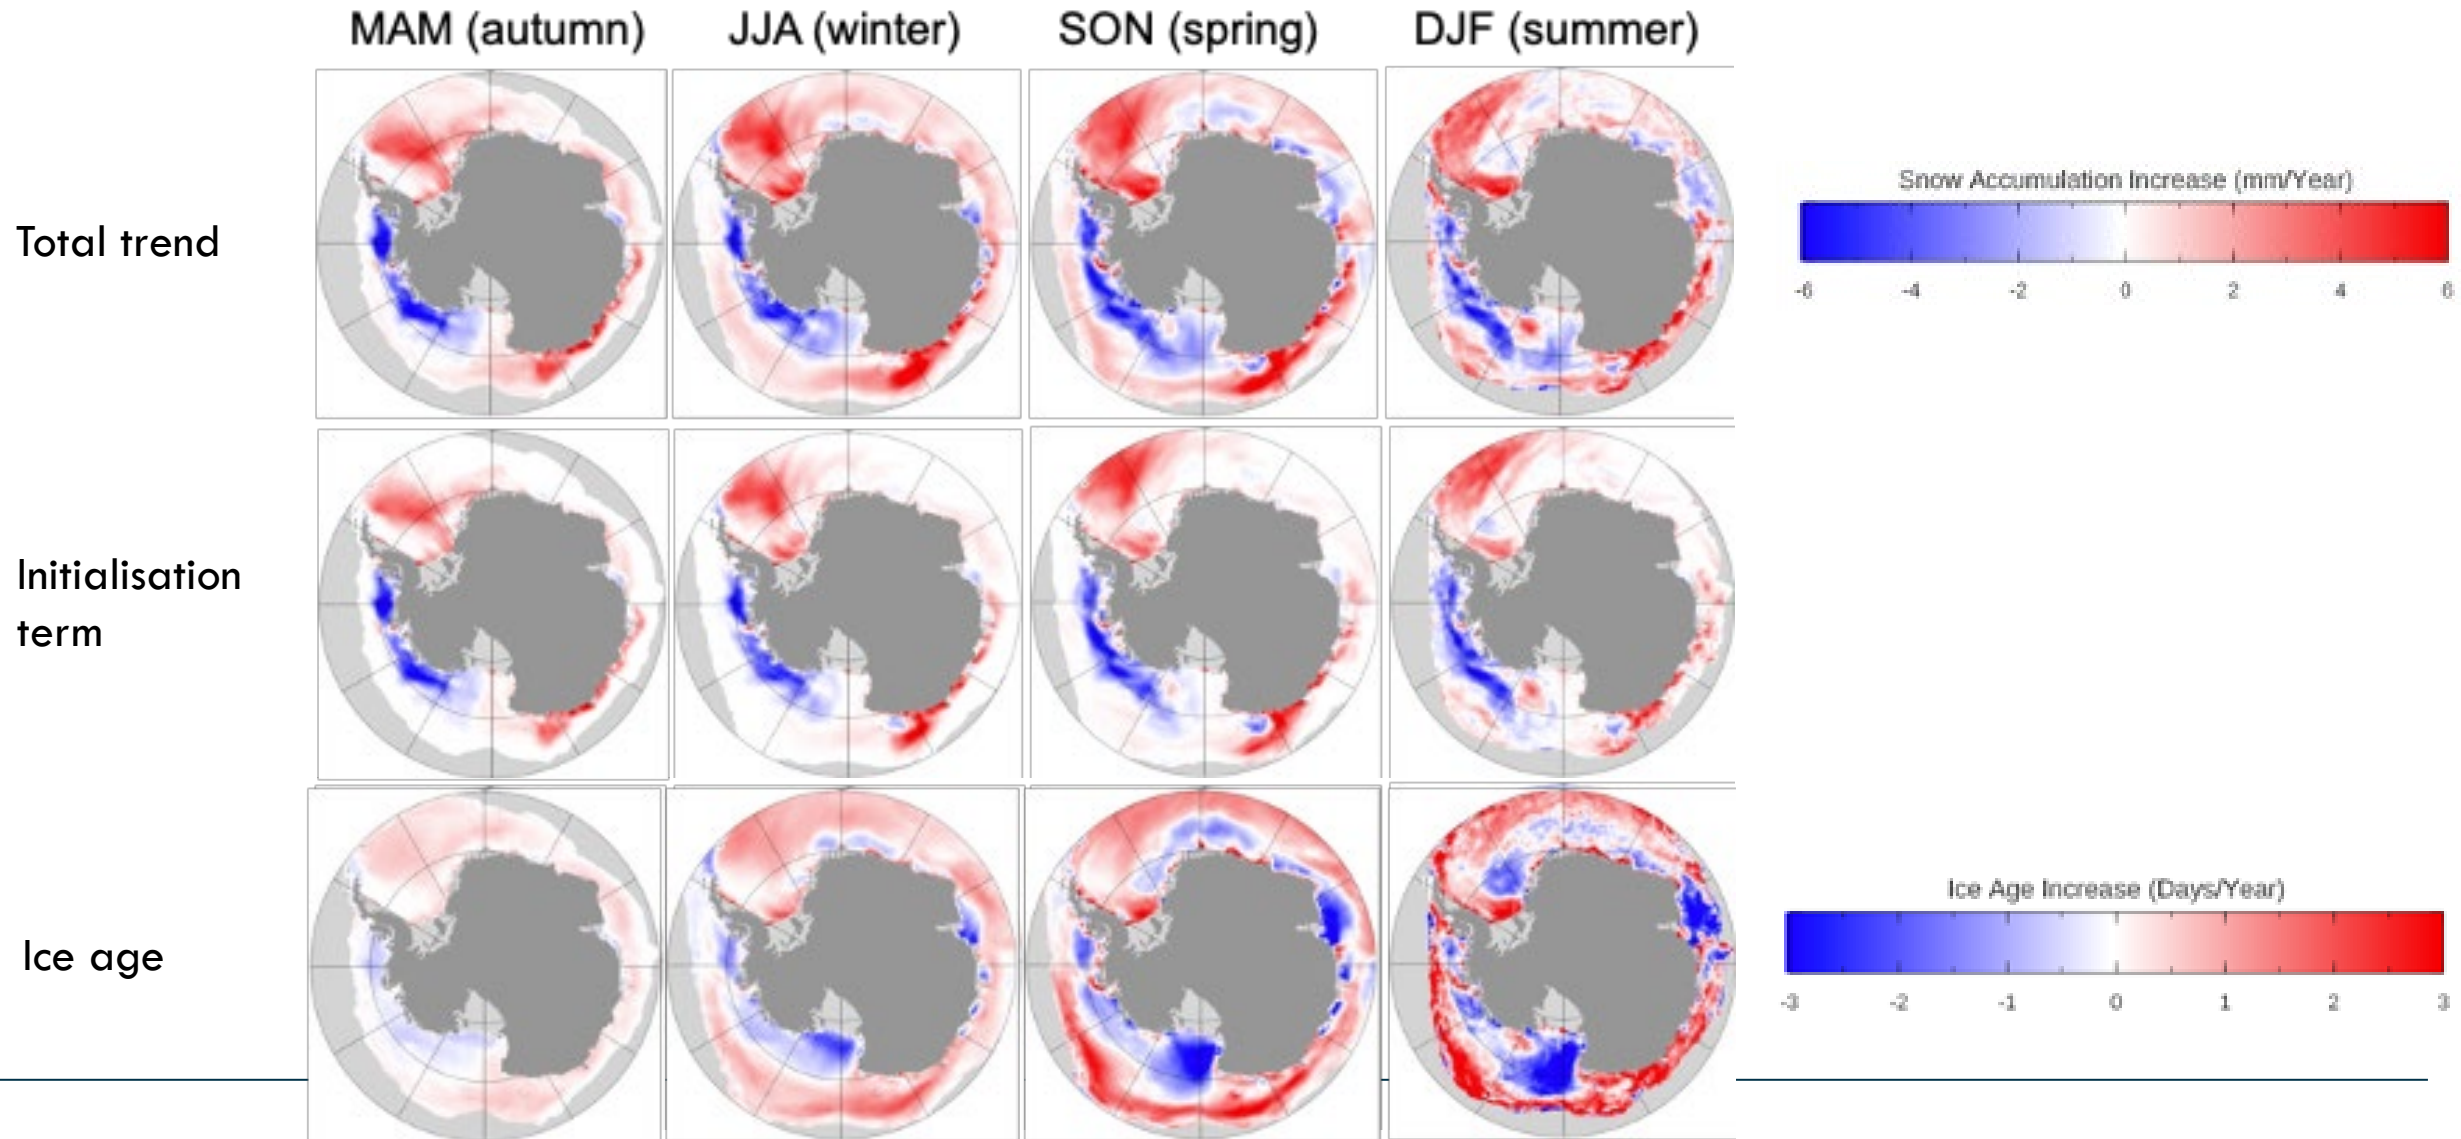 MAM (autumn)
JJA (winter)
SON (spring)
DJF (summer)
Total trend
Snow Accumulation Increase (mm/Year)
-6 -4 -2 0 2 4 6
Initialisation
term
Ice age
Ice Age Increase (Days/Year)
-3 -2 -1 0 1 2 3